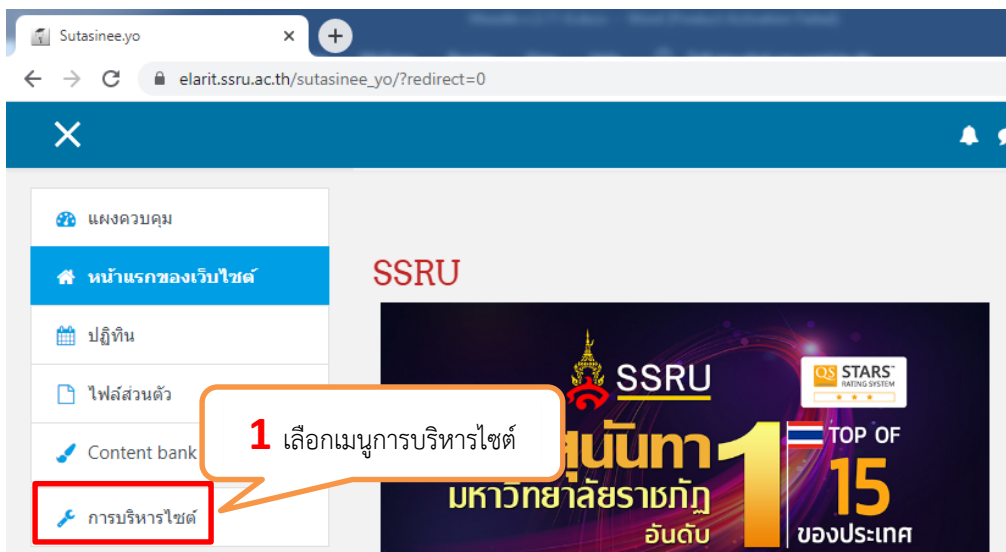 Sutasinee.yo
elarit.ssru.ac.th/sutasinee_yo/?redirect=0
แผงควบคุม
หน้าแรกของเว็บไซต์
ปฏิทิน
ไฟล์ส่วนตัว
Content bank
การบริหารไซต์
1 เลือกเมนูการบริหารไซต์
SSRU
SSRU
QS STARS™
RATING SYSTEM
1
TOP OF
15
มหาวิทยาลัยราชภัฏ
อันดับ
ของประเทศ